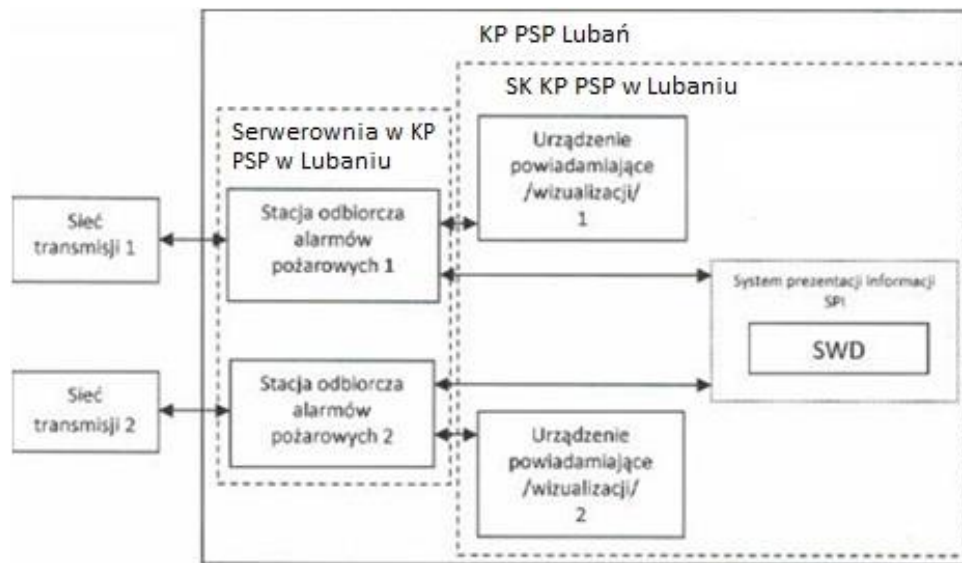 KP PSP Lubań
SK KP PSP w Lubaniu
Serwerownia w KP
PSP w Lubaniu
Urządzenie
powiadamiające
/wizualizacji/
1
Sieć
transmisji 1
Stacja odbiorcza
alarmów
pożarowych 1
System prezentacji informacji
SPI
SWD
Sieć
transmisji 2
Stacja odbiorcza
alarmów
pożarowych 2
Urządzenie
powiadamiające
/wizualizacji/
2